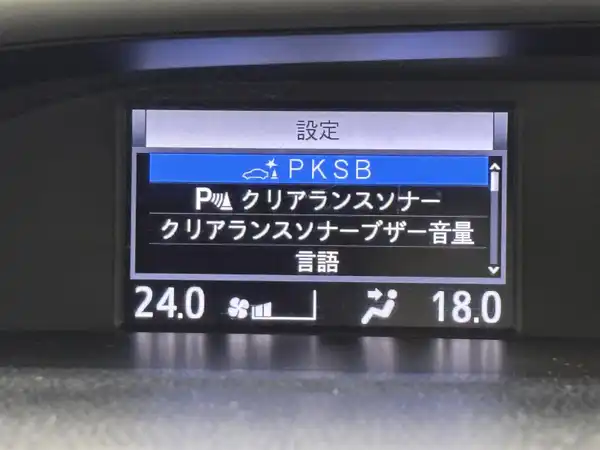 設定
PKSB
P クリアランスソナー
クリアランスソナーブザー音量
言語
24.0 18.0